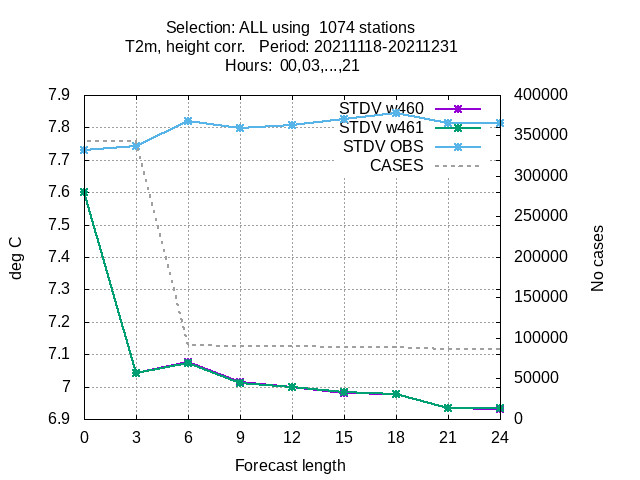 Selection: ALL using  1074 stations
T2m, height corr.   Period: 20211118-20211231
Hours:  00,03,...,21
STDV w460
STDV w461
STDV OBS
CASES
7.9
7.8
7.7
7.6
7.5
7.4
7.3
7.2
7.1
7
6.9
deg C
400000
350000
300000
250000
200000
150000
100000
50000
0
No cases
0 3 6 9 12 15 18 21 24
Forecast length